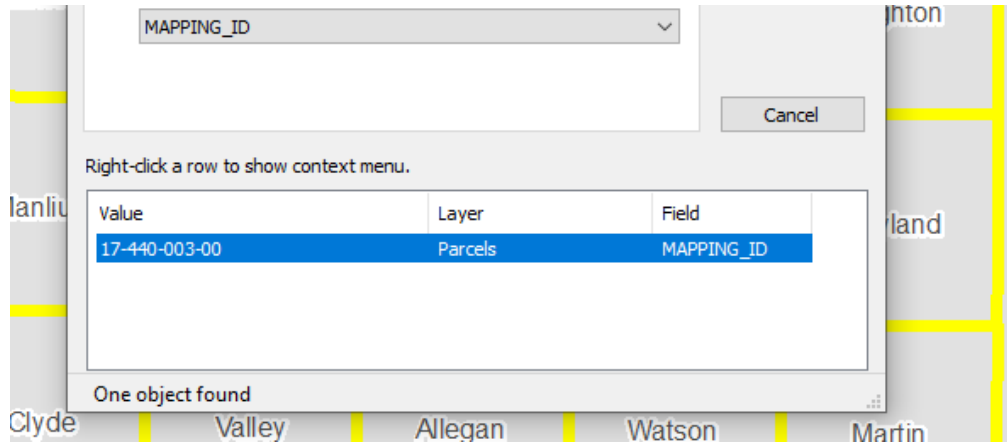 MAPPING_ID
Cancel
Right-click a row to show context menu.
Value Layer Field
17-440-003-00 Parcels MAPPING_ID
One object found
Clyde Valley Allegan Watson Martin